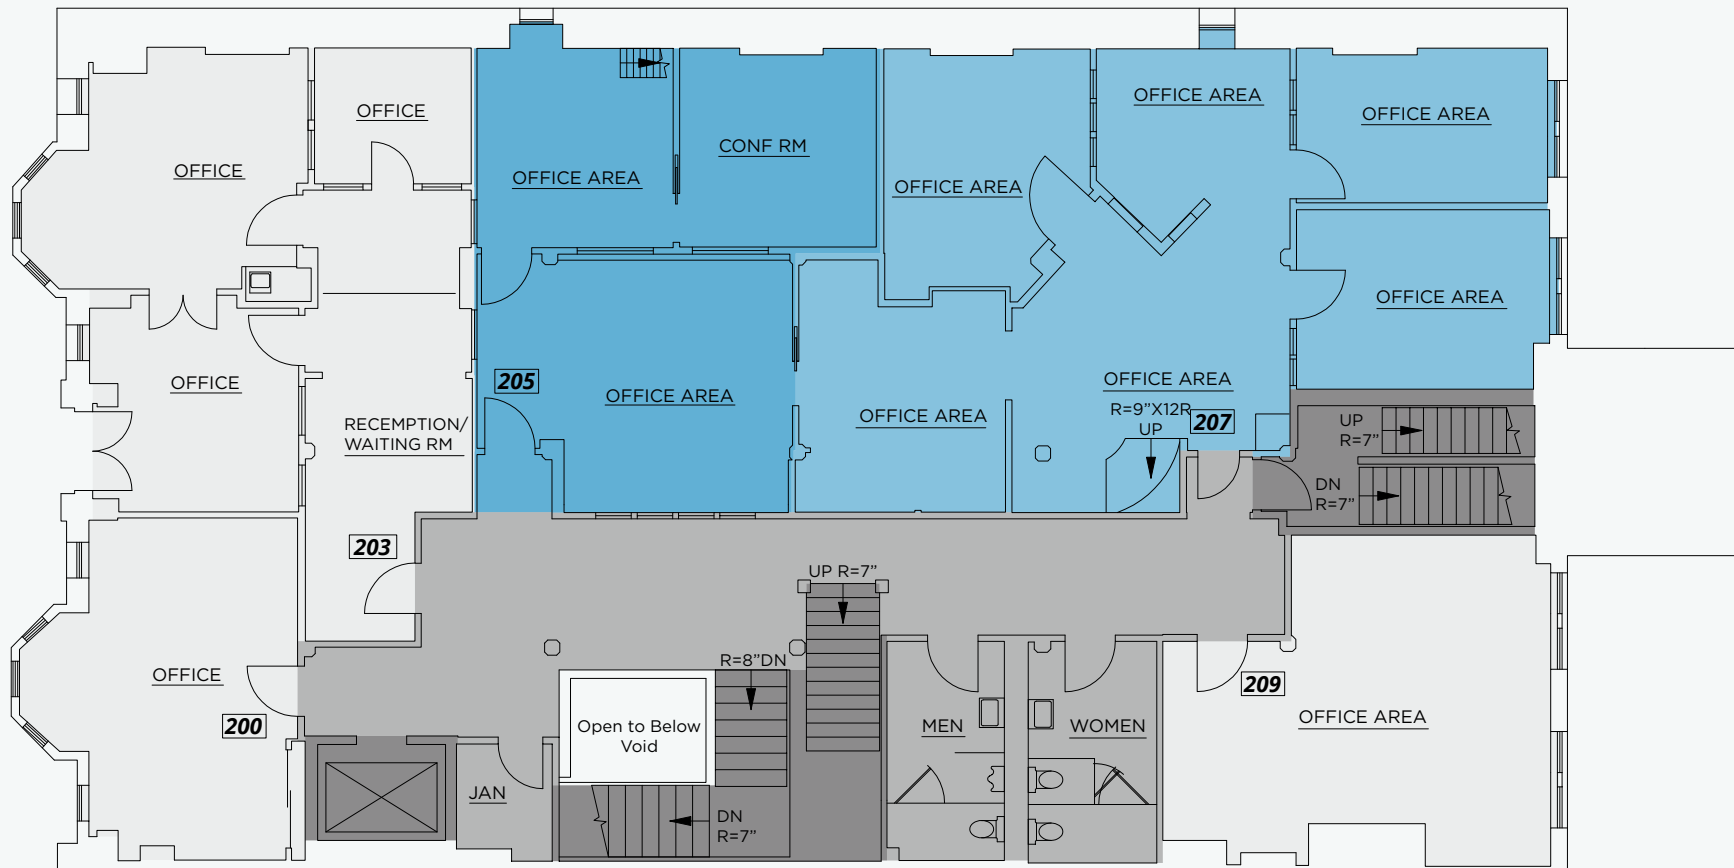 OFFICE
OFFICE
OFFICE
RECEMPTION/
WAITING RM
203
OFFICE
200
OFFICE AREA
CONF RM
205
OFFICE AREA
OFFICE AREA
OFFICE AREA
OFFICE AREA
OFFICE AREA
OFFICE AREA
OFFICE AREA
R=9"X12R
UP
207
UP
R=7"
DN
R=7"
UP R=7"
R=8"DN
Open to Below
Void
DN
R=7"
JAN
MEN
WOMEN
209
OFFICE AREA